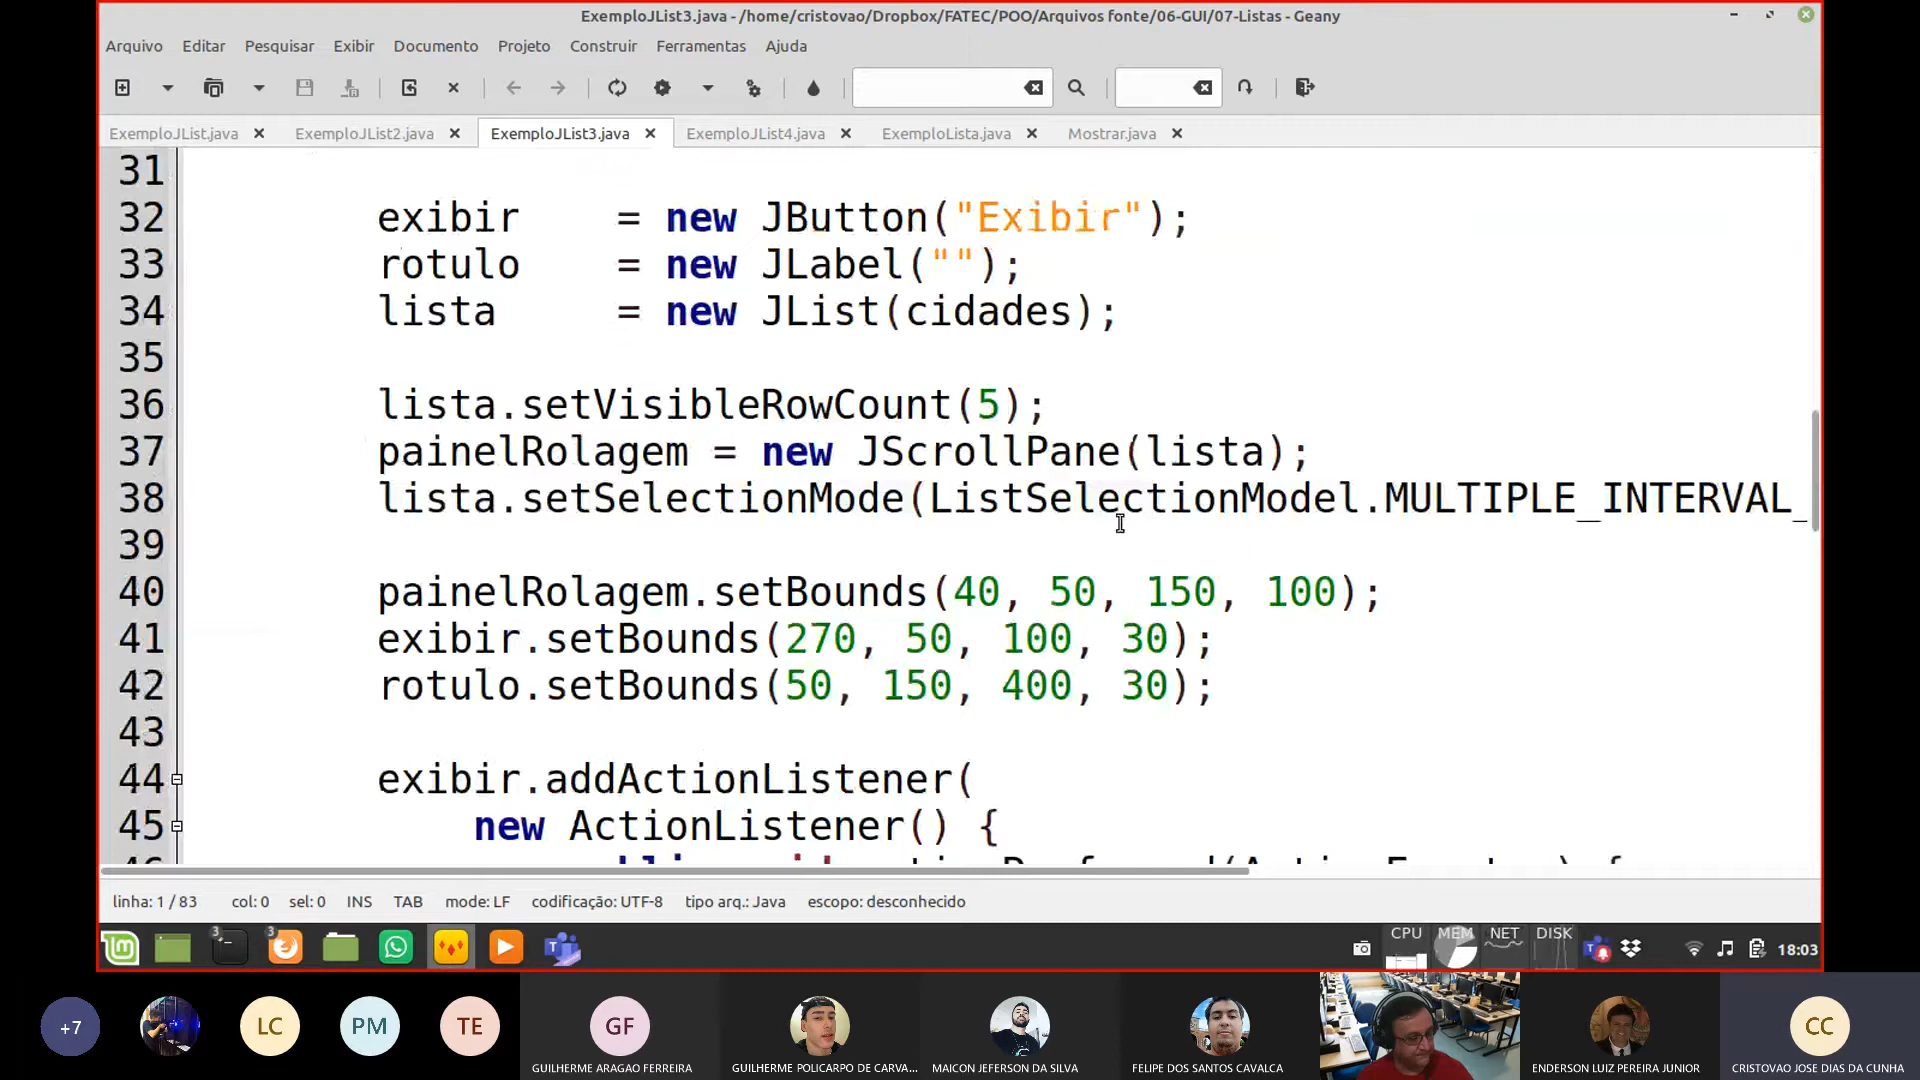 ExemploJList3.java - /home/cristovao/Dropbox/FATEC/POO/Arquivos fonte/06-GUI/07-Listas - Geany
Arquivo Editar Pesquisar Exibir Documento Projeto Construir Ferramentas Ajuda
ExemploJList.java ExemploJList2.java ExemploJList3.java ExemploJList4.java ExemploLista.java Mostrar.java
31
32 exibir = new JButton("Exibir");
33 rotulo = new JLabel("");
34 lista = new JList(cidades);
35
36 lista.setVisibleRowCount(5);
37 painelRolagem = new JScrollPane(lista);
38 lista.setSelectionMode(ListSelectionModel.MULTIPLE_INTERVAL_
39
40 painelRolagem.setBounds(40, 50, 150, 100);
41 exibir.setBounds(270, 50, 100, 30);
42 rotulo.setBounds(50, 150, 400, 30);
43
44 exibir.addActionListener(
45 new ActionListener() {
linha: 1 / 83 col: 0 sel: 0 INS TAB mode: LF codificação: UTF-8 tipo arq.: Java escopo: desconhecido
3 3 CPU MEM NET DISK 18:03
+7 LC PM TE GF CC
GUILHERME ARAGAO FERREIRA GUILHERME POLICARPO DE CARVA... MAICON JEFERSON DA SILVA FELIPE DOS SANTOS CAVALCA ENDERSON LUIZ PEREIRA JUNIOR CRISTOVAO JOSE DIAS DA CUNHA